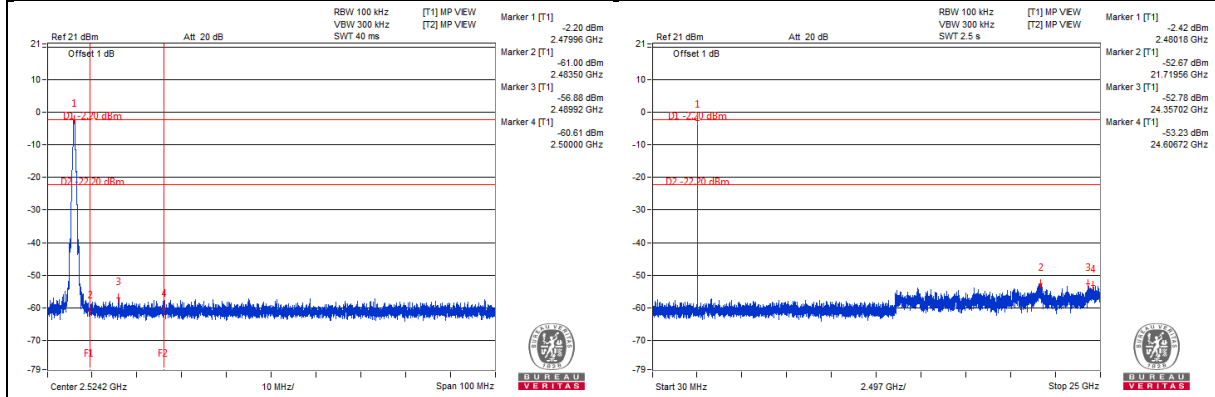 RBW 100 kHz [T1] MP VIEW
VBW 300 kHz [T2] MP VIEW
Ref 21 dBm Att 20 dB SWT 40 ms
Offset 1 dB
21
10
0
-10
-20
-30
-40
-50
-60
-70
-79
1
D1 -2.20 dBm
D2 -22.20 dBm
3
2
4
F1
F2
Center 2.5242 GHz 10 MHz/ Span 100 MHz
Marker 1 [T1]
-2.20 dBm
2.47996 GHz
Marker 2 [T1]
-61.00 dBm
2.48350 GHz
Marker 3 [T1]
-56.88 dBm
2.48992 GHz
Marker 4 [T1]
-60.61 dBm
2.50000 GHz
BUREAU VERITAS
1828
BUREAU
VERITAS
RBW 100 kHz [T1] MP VIEW
VBW 300 kHz [T2] MP VIEW
Ref 21 dBm Att 20 dB SWT 2.5 s
Offset 1 dB
21
10
0
-10
-20
-30
-40
-50
-60
-70
-79
1
D1 -2.20 dBm
D2 -22.20 dBm
2
3
4
Start 30 MHz 2.497 GHz/ Stop 25 GHz
Marker 1 [T1]
-2.42 dBm
2.48018 GHz
Marker 2 [T1]
-52.67 dBm
21.71956 GHz
Marker 3 [T1]
-52.78 dBm
24.35702 GHz
Marker 4 [T1]
-53.23 dBm
24.60672 GHz
BUREAU VERITAS
1828
BUREAU
VERITAS